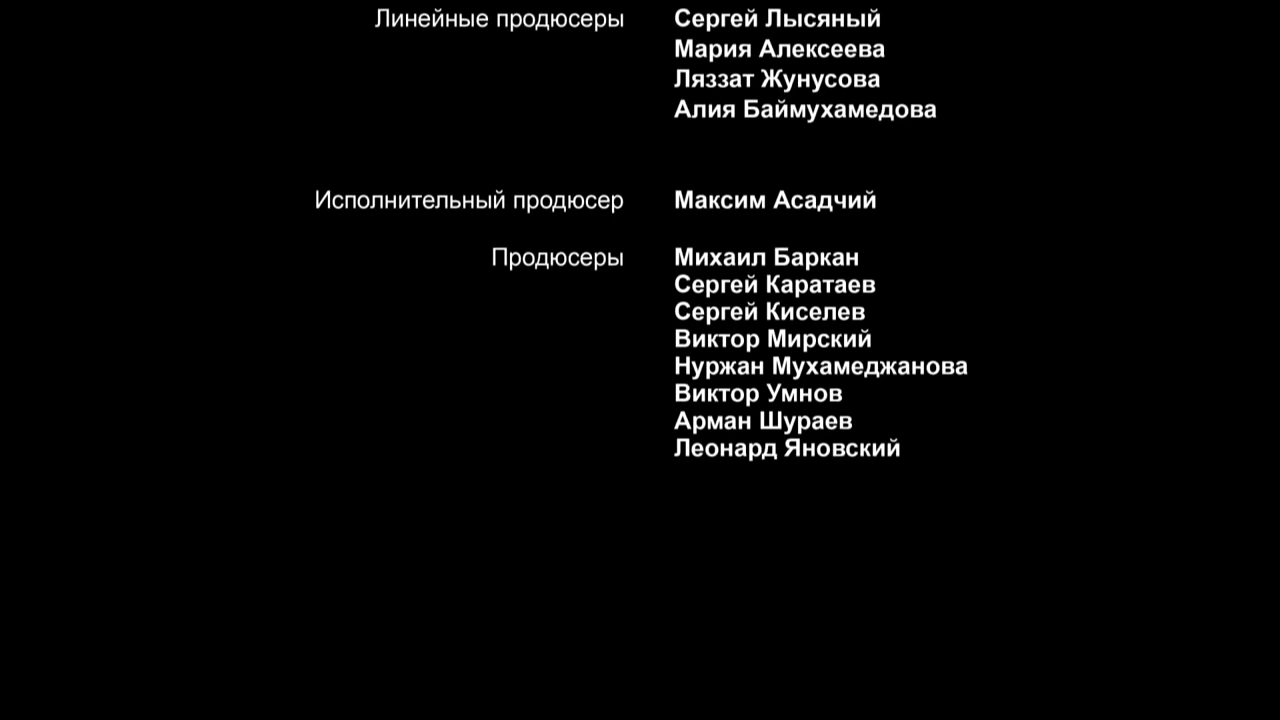 Линейные продюсеры Сергей Лысяный
Мария Алексеева
Ляззат Жунусова
Алия Баймухамедова
Исполнительный продюсер Максим Асадчий
Продюсеры Михаил Баркан
Сергей Каратаев
Сергей Киселев
Виктор Мирский
Нуржан Мухамеджанова
Виктор Умнов
Арман Шураев
Леонард Яновский